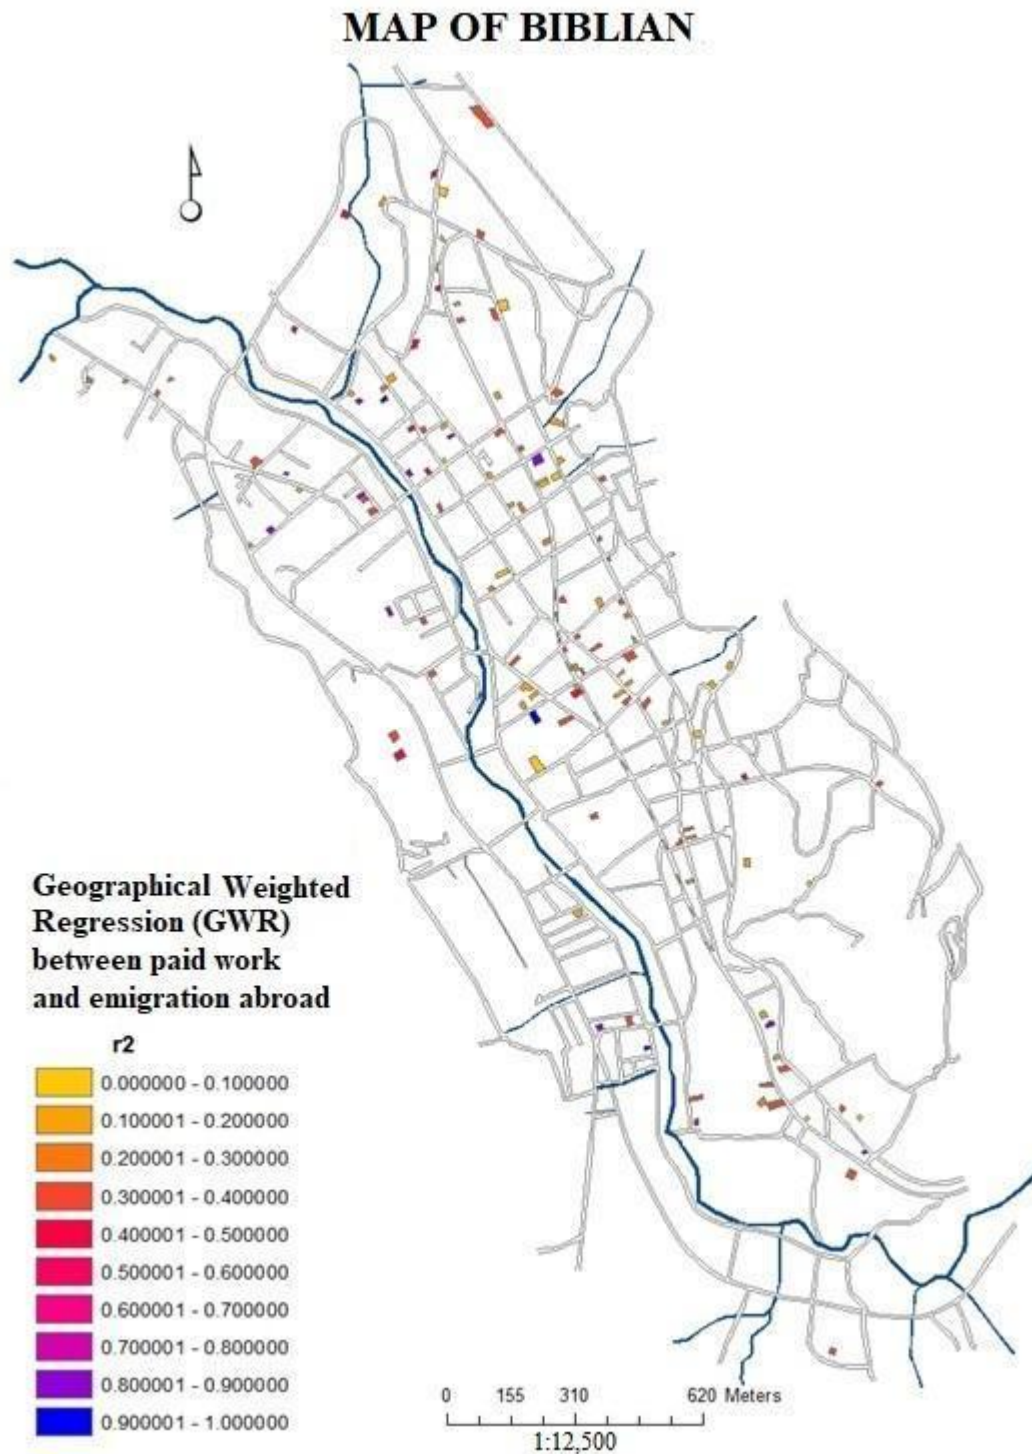 MAP OF BIBLIAN
Geographical Weighted
Regression (GWR)
between paid work
and emigration abroad
r2
0.000000 - 0.100000
0.100001 - 0.200000
0.200001 - 0.300000
0.300001 - 0.400000
0.400001 - 0.500000
0.500001 - 0.600000
0.600001 - 0.700000
0.700001 - 0.800000
0.800001 - 0.900000
0.900001 - 1.000000
0 155 310 620 Meters
1:12,500